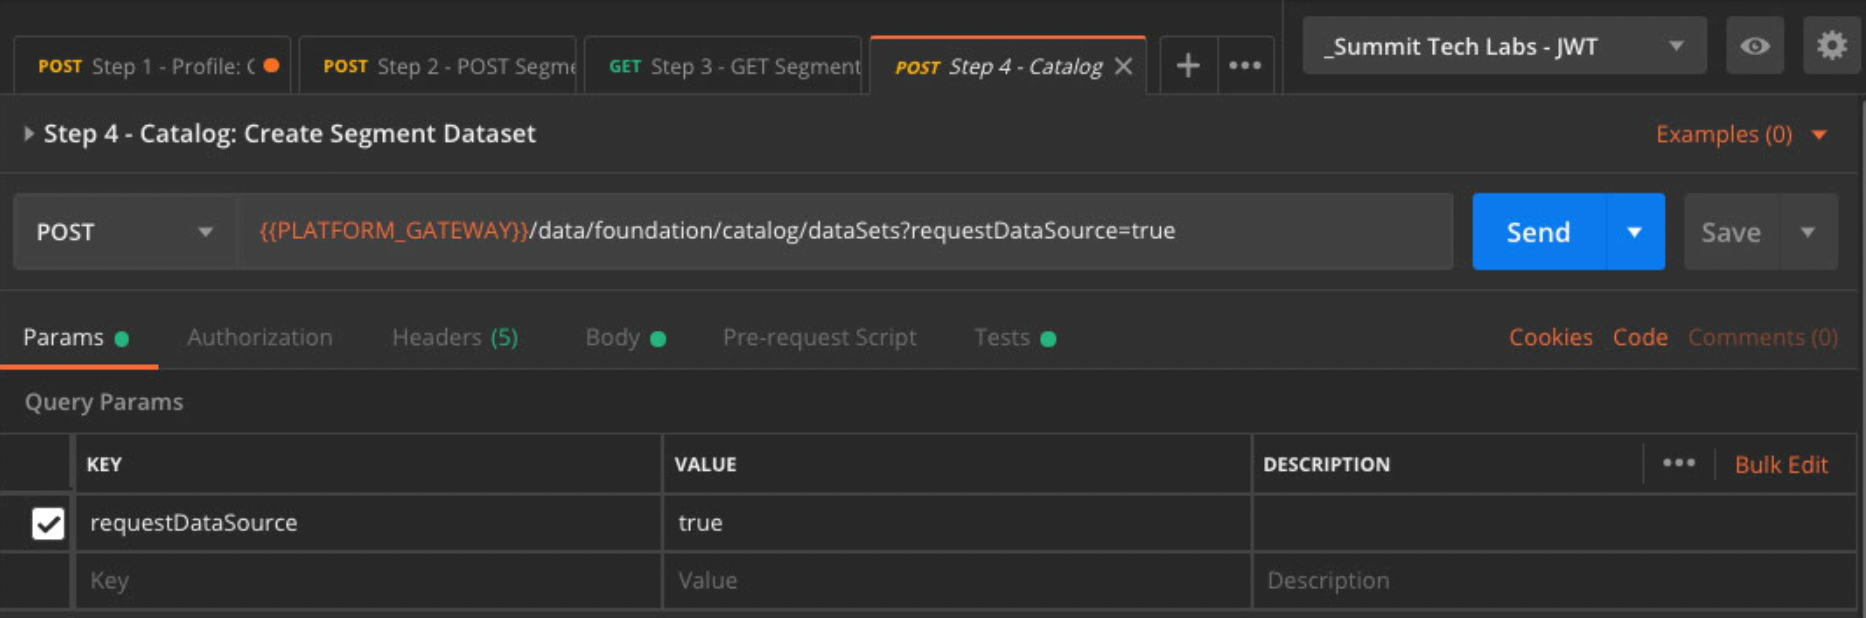 POST Step 1 - Profile: C
POST Step 2 - POST Segme
GET Step 3 - GET Segment
POST Step 4 - Catalog
_Summit Tech Labs - JWT
Step 4 - Catalog: Create Segment Dataset
Examples (0)
POST
{{PLATFORM_GATEWAY}}/data/foundation/catalog/dataSets?requestDataSource=true
Send
Save
Params
Authorization
Headers (5)
Body
Pre-request Script
Tests
Cookies
Code
Comments (0)
Query Params
KEY
VALUE
DESCRIPTION
Bulk Edit
requestDataSource
true
Key
Value
Description